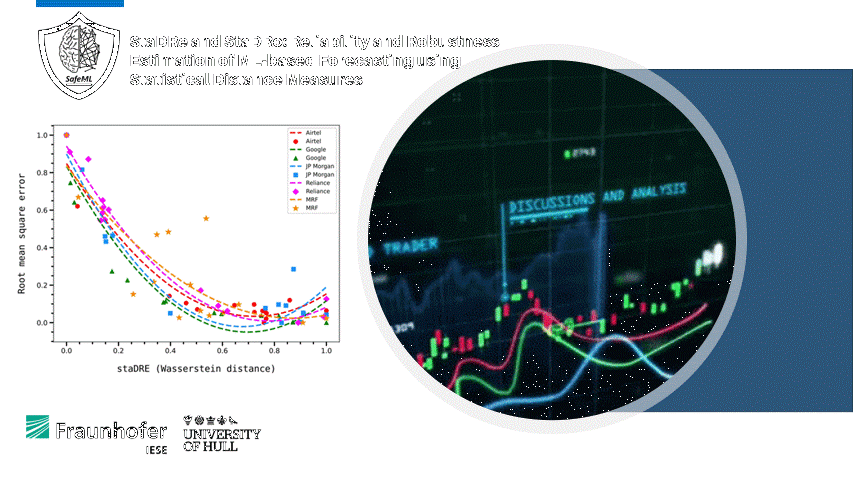 StaDRe and StaDRo: Reliability and Robustness
Estimation of ML-based Forecasting using
Statistical Distance Measures
SafeML
Root mean square error
1.0
0.8
0.6
0.4
0.2
0.0
0.0
0.2
0.4
0.6
0.8
1.0
staDRE (Wasserstein distance)
Airtel
Airtel
Google
Google
JP Morgan
JP Morgan
Reliance
Reliance
MRF
MRF
2743
DISCUSSIONS AND ANALYSIS
TRADER
Fraunhofer
IESE
UNIVERSITY
OF HULL